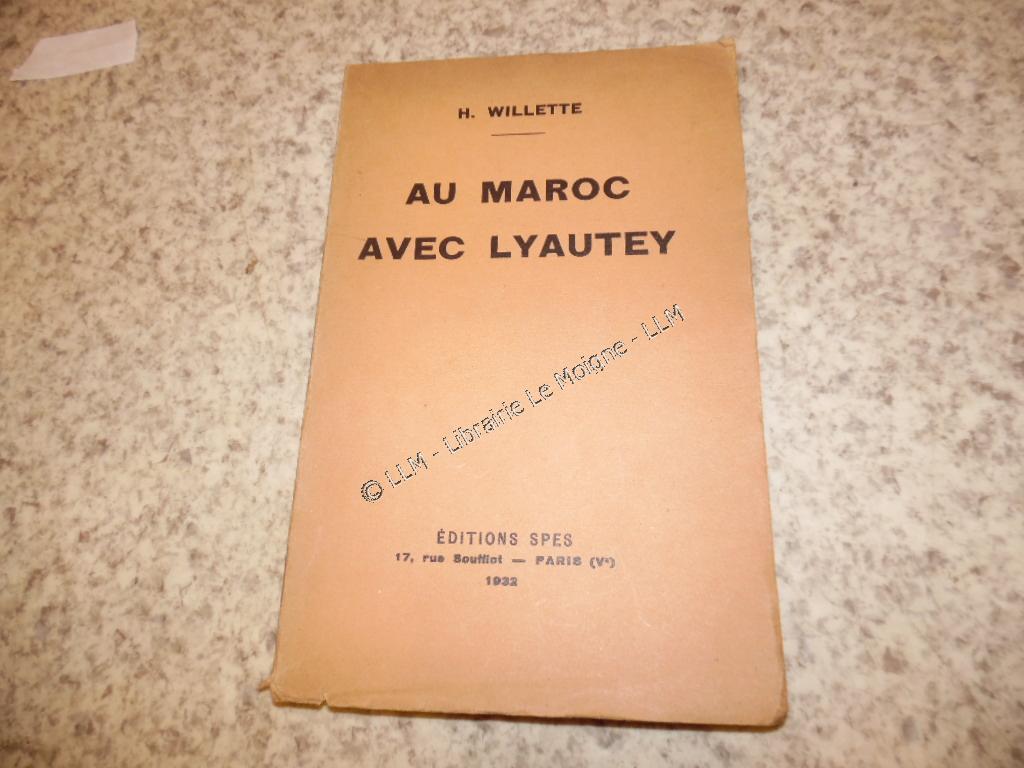 H. WILLETTE
AU MAROC
AVEC LYAUTEY
© LLM - Librairie Le Moigne - LLM
ÉDITIONS SPES
17, rue Soufflot — PARIS (Vᵉ)
1932